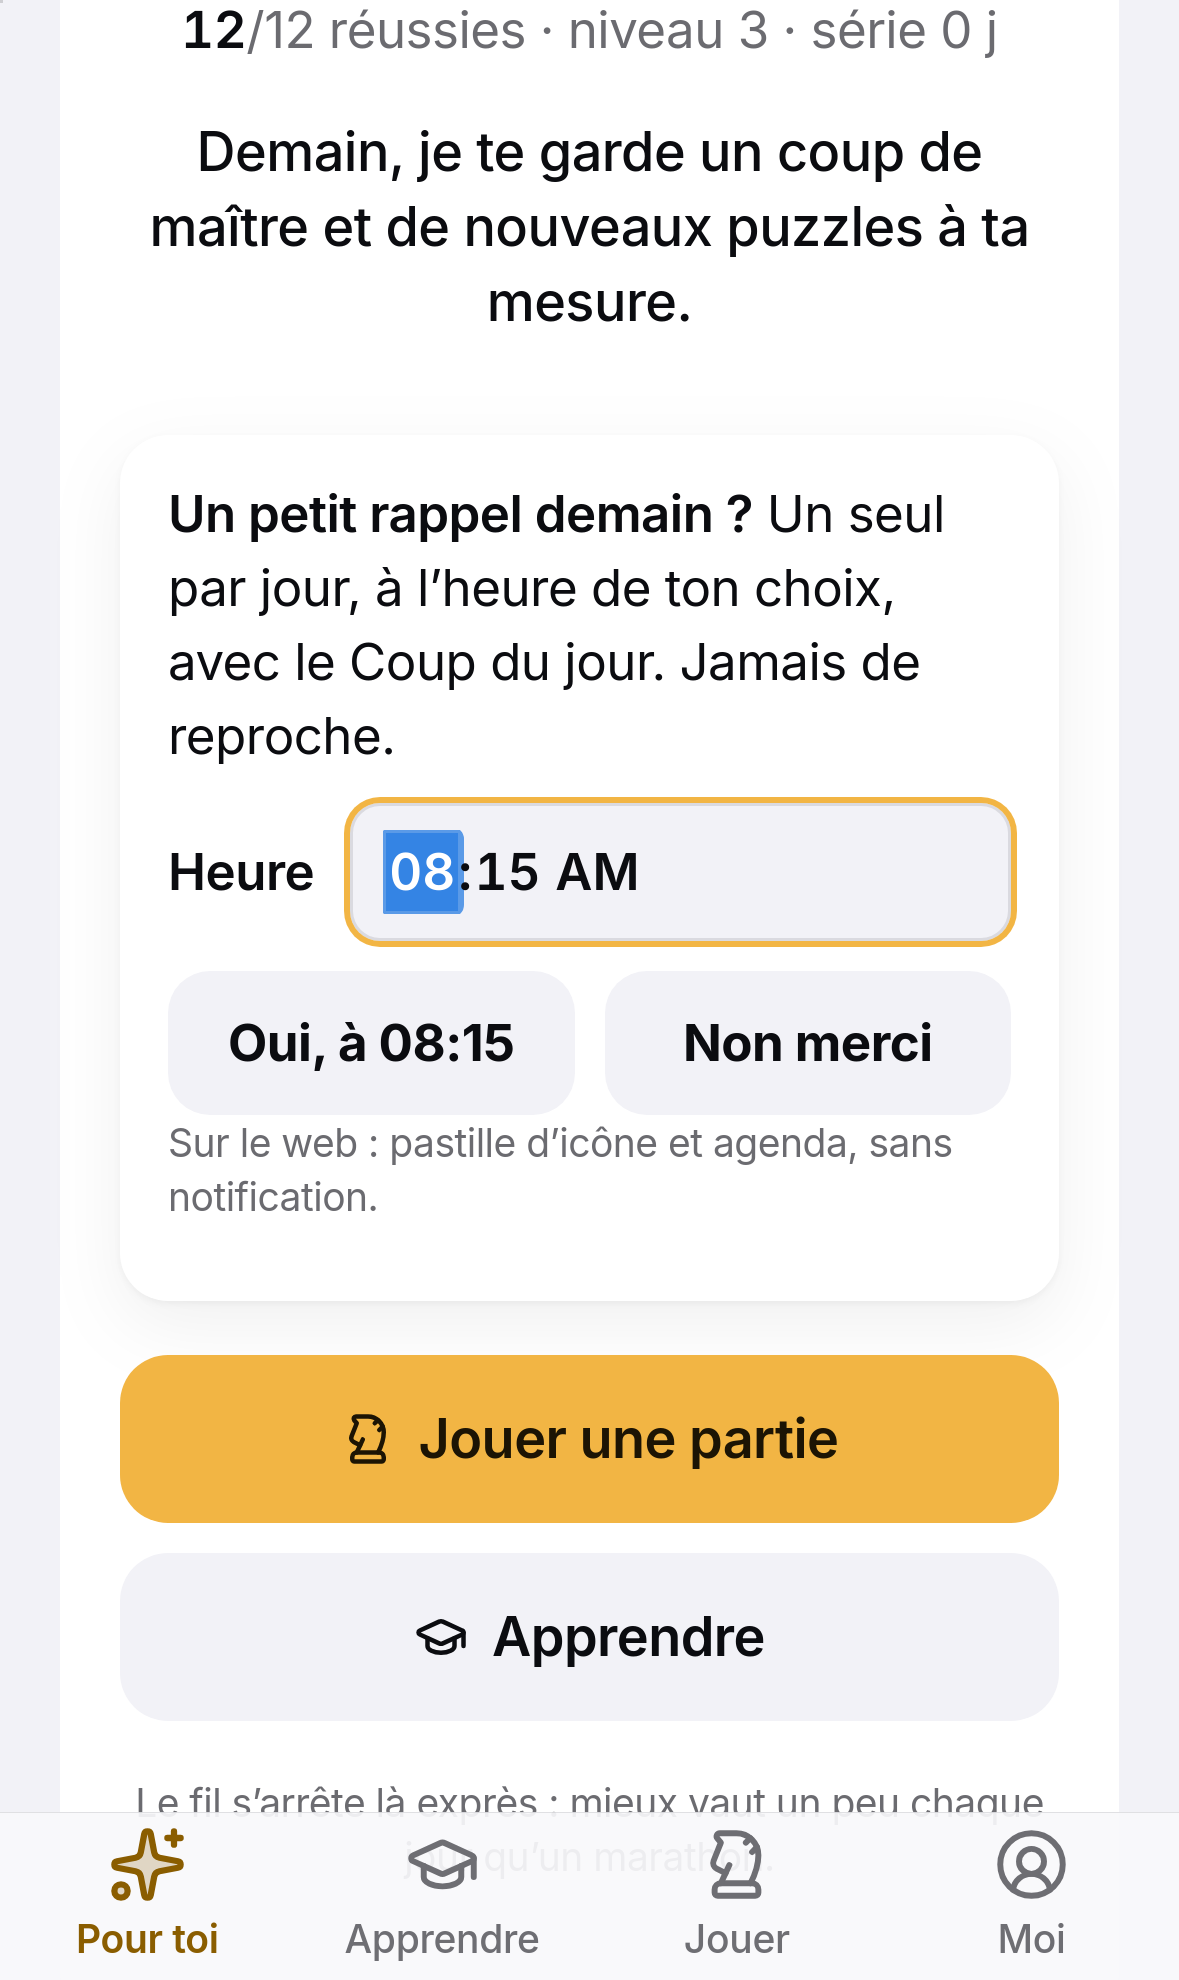 12/12 réussies · niveau 3 · série 0 j
Demain, je te garde un coup de
maître et de nouveaux puzzles à ta
mesure.
Un petit rappel demain ? Un seul
par jour, à l’heure de ton choix,
avec le Coup du jour. Jamais de
reproche.
Heure 08:15 AM
Oui, à 08:15 Non merci
Sur le web : pastille d’icône et agenda, sans
notification.
Jouer une partie
Apprendre
Le fil s’arrête là exprès : mieux vaut un peu chaque
jour qu’un marathon.
Pour toi Apprendre Jouer Moi